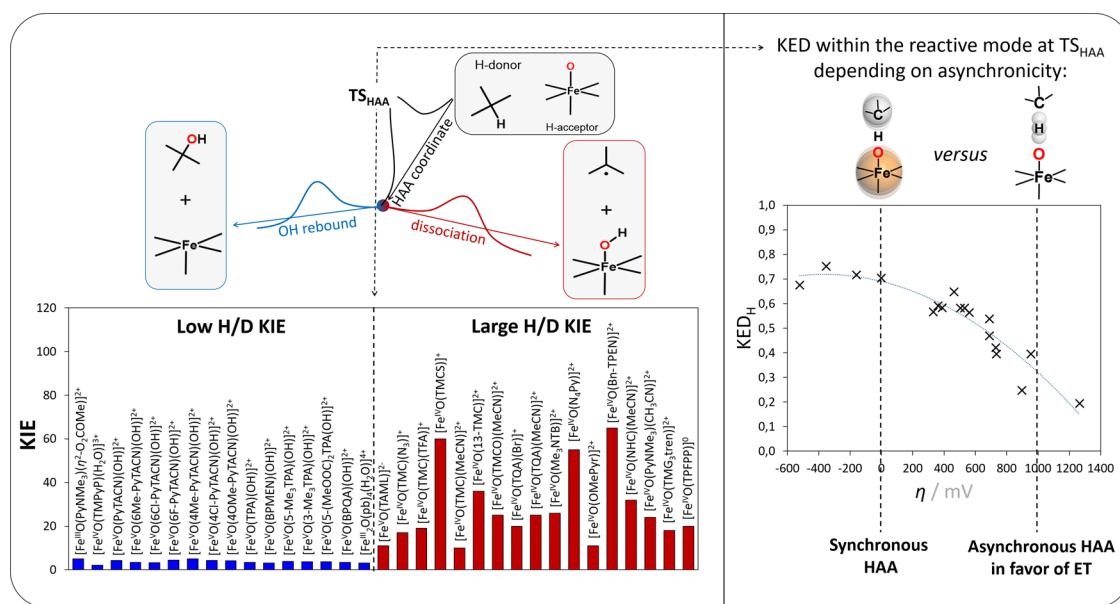 TS_HAA
H-donor
H
O
Fe
H-acceptor
HAA coordinate
OH
+
Fe
OH rebound
dissociation
+
O H
Fe
KED within the reactive mode at TS_HAA
depending on asynchronicity:
C
H
O
Fe
versus
C
H
O
Fe
120
100
80
60
40
20
0
KIE
Low H/D KIE
Large H/D KIE
[Fe^III(PyNMe₃)(η²-O₂COMe)]²⁺
[Fe^IVO(TMPyP)(H₂O)]³⁺
[Fe^VO(PyTACN)(OH)]²⁺
[Fe^VO(6Me-PyTACN)(OH)]²⁺
[Fe^VO(6Cl-PyTACN)(OH)]²⁺
[Fe^VO(6F-PyTACN)(OH)]²⁺
[Fe^VO(4Me-PyTACN)(OH)]²⁺
[Fe^VO(4Cl-PyTACN)(OH)]²⁺
[Fe^VO(4OMe-PyTACN)(OH)]²⁺
[Fe^VO(TPA)(OH)]²⁺
[Fe^VO(BPMEN)(OH)]²⁺
[Fe^VO(5-Me₃TPA)(OH)]²⁺
[Fe^VO(3-Me₃TPA)(OH)]²⁺
[Fe^VO(5-(MeOOC)₂TPA(OH)]²⁺
[Fe^VO(BPQA)(OH)]²⁺
[Fe^IVO(TAML)]²⁻
[Fe^IVO(TMC)(N₃)]⁺
[Fe^IVO(TMC)(TFA)]⁺
[Fe^IVO(TMCS)]⁺
[Fe^IVO(TMC)(MeCN)]²⁺
[Fe^IVO(13-TMC)]²⁺
[Fe^IVO(TMCO)(MeCN)]²⁺
[Fe^IVO(TQA)(Br)]⁺
[Fe^IVO(TQA)(MeCN)]²⁺
[Fe^IVO(Me₃NTB)]²⁺
[Fe^IVO(N₄Py)]²⁺
[Fe^IVO(OMePyr)]²⁺
[Fe^IVO(Bn-TPEN)]²⁺
[Fe^IVO(NHC)(MeCN)]²⁺
[Fe^IVO(PyNMe₃)(CH₃CN)]²⁺
[Fe^IVO(TMG₃tren)]²⁺
[Fe^IVO(TPFPP)]⁰
1,0
0,9
0,8
0,7
0,6
0,5
0,4
0,3
0,2
KED_H
-600 -400 -200 0 200 400 600 800 1000 1200 1400
η / mV
Synchronous
HAA
Asynchronous HAA
in favor of ET